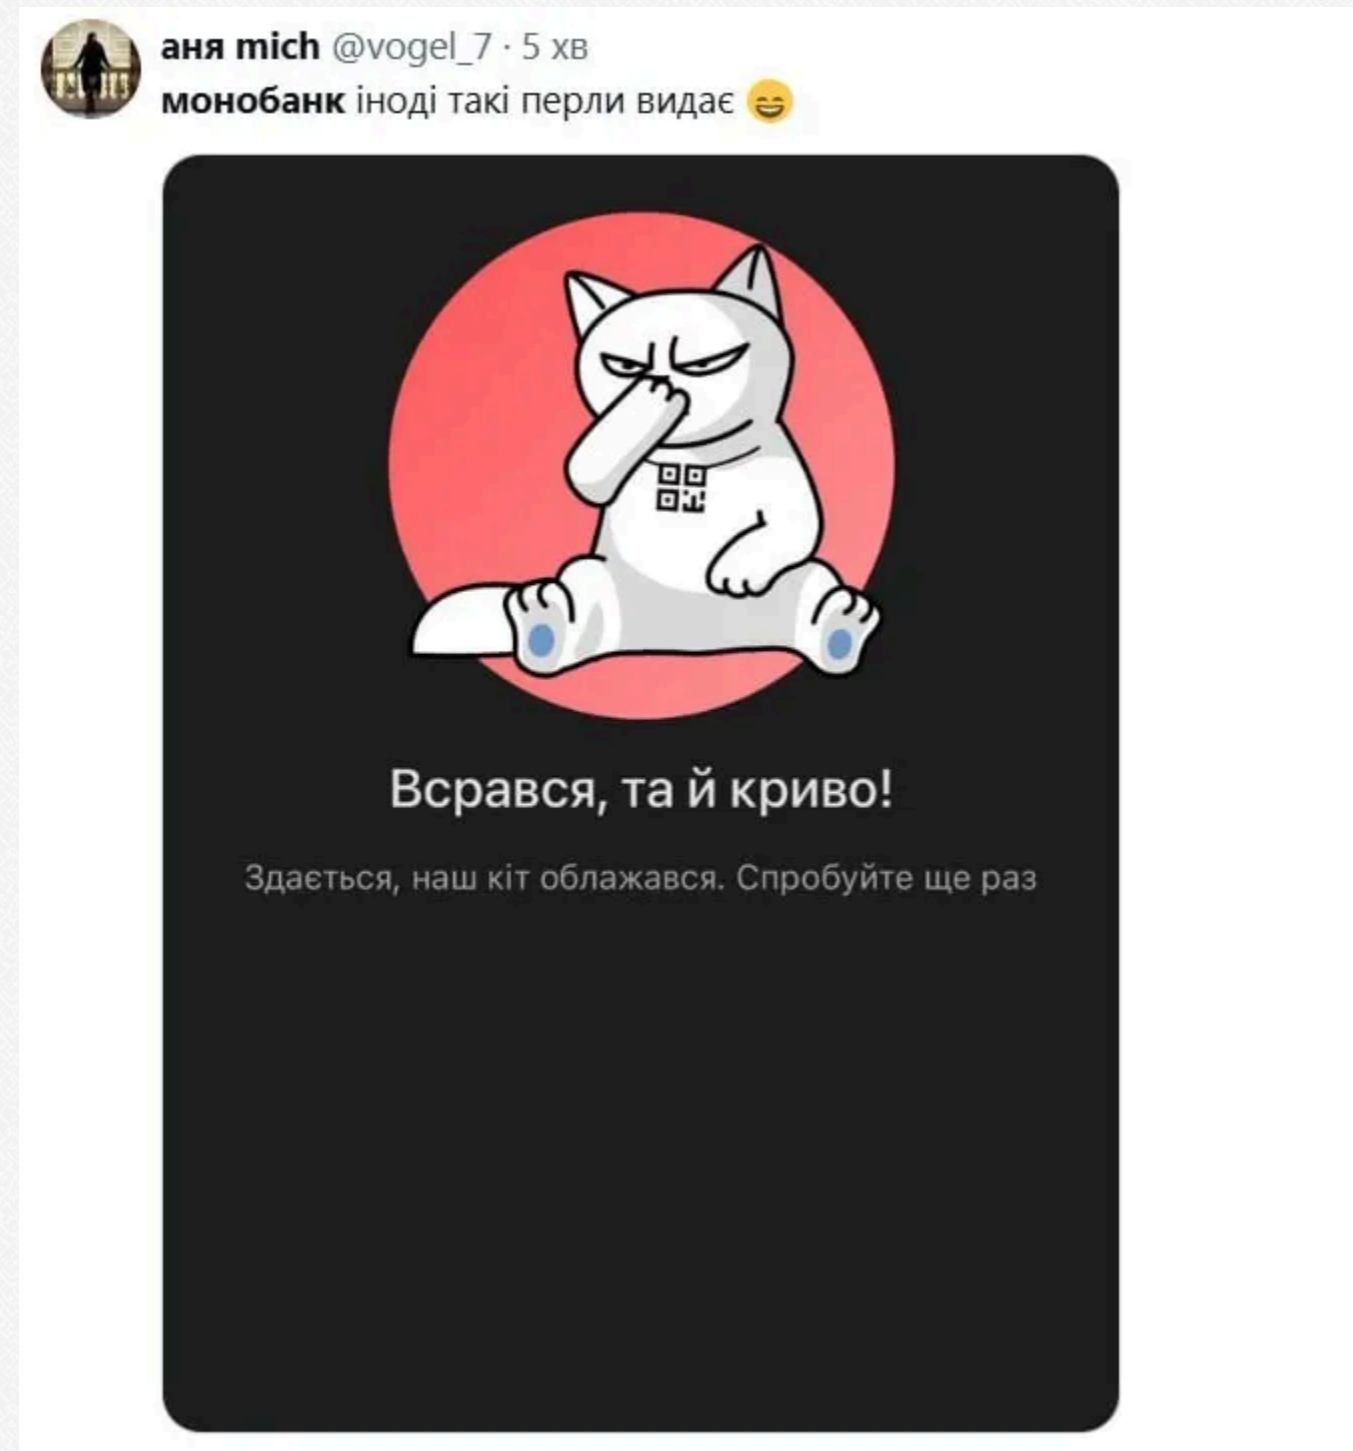 аня mich @vogel_7 · 5 хв
монобанк іноді такі перли видає 😄
Всрався, та й криво!
Здається, наш кіт облажався. Спробуйте ще раз